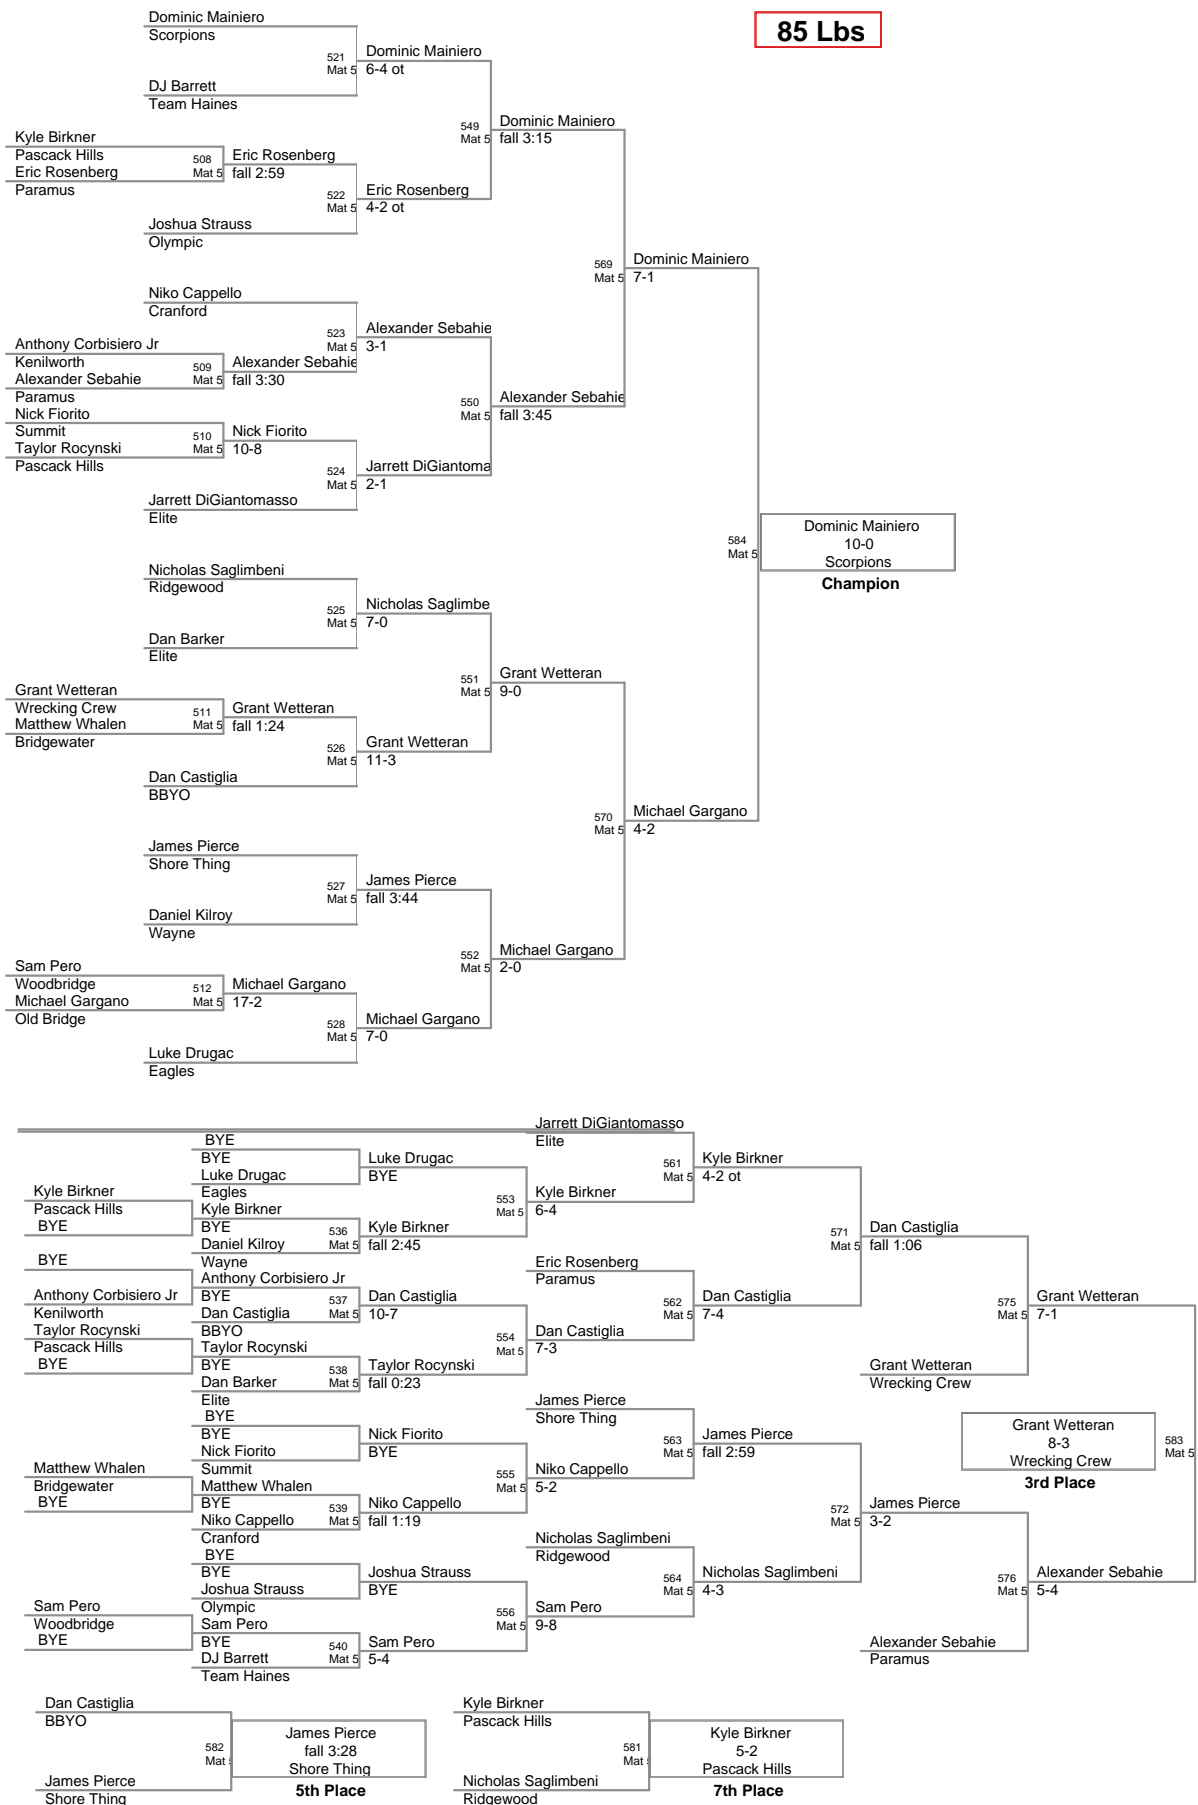 85 Lbs
Dominic Mainiero
Scorpions
521
Mat 5
Dominic Mainiero
6-4 ot
DJ Barrett
Team Haines
549
Mat 5
Dominic Mainiero
fall 3:15
Kyle Birkner
Pascack Hills
508
Mat 5
Eric Rosenberg
fall 2:59
Eric Rosenberg
Paramus
522
Mat 5
Eric Rosenberg
4-2 ot
Joshua Strauss
Olympic
569
Mat 5
Dominic Mainiero
7-1
Niko Cappello
Cranford
523
Mat 5
Alexander Sebahie
3-1
Anthony Corbisiero Jr
Kenilworth
509
Mat 5
Alexander Sebahie
fall 3:30
Alexander Sebahie
Paramus
550
Mat 5
Alexander Sebahie
fall 3:45
Nick Fiorito
Summit
510
Mat 5
Nick Fiorito
10-8
Taylor Rocynski
Pascack Hills
524
Mat 5
Jarrett DiGiantoma
2-1
Jarrett DiGiantomasso
Elite
584
Mat 5
Dominic Mainiero
10-0
Scorpions
Champion
Nicholas Saglimbeni
Ridgewood
525
Mat 5
Nicholas Saglimbe
7-0
Dan Barker
Elite
551
Mat 5
Grant Wetteran
9-0
Grant Wetteran
Wrecking Crew
511
Mat 5
Grant Wetteran
fall 1:24
Matthew Whalen
Bridgewater
526
Mat 5
Grant Wetteran
11-3
Dan Castiglia
BBYO
570
Mat 5
Michael Gargano
4-2
James Pierce
Shore Thing
527
Mat 5
James Pierce
fall 3:44
Daniel Kilroy
Wayne
552
Mat 5
Michael Gargano
2-0
Sam Pero
Woodbridge
512
Mat 5
Michael Gargano
17-2
Michael Gargano
Old Bridge
528
Mat 5
Michael Gargano
7-0
Luke Drugac
Eagles
Jarrett DiGiantomasso
Elite
BYE
BYE
Luke Drugac
Eagles
Luke Drugac
BYE
561
Mat 5
Kyle Birkner
4-2 ot
Kyle Birkner
Pascack Hills
BYE
553
Mat 5
Kyle Birkner
6-4
Kyle Birkner
BYE
Daniel Kilroy
Wayne
536
Mat 5
Kyle Birkner
fall 2:45
571
Mat 5
Dan Castiglia
fall 1:06
BYE
Anthony Corbisiero Jr
Kenilworth
Anthony Corbisiero Jr
BYE
Dan Castiglia
BBYO
537
Mat 5
Dan Castiglia
10-7
Eric Rosenberg
Paramus
562
Mat 5
Dan Castiglia
7-4
575
Mat 5
Grant Wetteran
7-1
Taylor Rocynski
Pascack Hills
BYE
Taylor Rocynski
BYE
Dan Barker
Elite
538
Mat 5
Taylor Rocynski
fall 0:23
554
Mat 5
Dan Castiglia
7-3
Grant Wetteran
Wrecking Crew
BYE
BYE
Nick Fiorito
Summit
Nick Fiorito
BYE
James Pierce
Shore Thing
563
Mat 5
James Pierce
fall 2:59
Grant Wetteran
8-3
Wrecking Crew
3rd Place
583
Mat 5
Matthew Whalen
Bridgewater
BYE
Matthew Whalen
BYE
Niko Cappello
Cranford
539
Mat 5
Niko Cappello
fall 1:19
555
Mat 5
Niko Cappello
5-2
572
Mat 5
James Pierce
3-2
BYE
BYE
Joshua Strauss
Olympic
Joshua Strauss
BYE
Nicholas Saglimbeni
Ridgewood
564
Mat 5
Nicholas Saglimbeni
4-3
576
Mat 5
Alexander Sebahie
5-4
Sam Pero
Woodbridge
BYE
Sam Pero
BYE
DJ Barrett
Team Haines
540
Mat 5
Sam Pero
5-4
556
Mat 5
Sam Pero
9-8
Alexander Sebahie
Paramus
Dan Castiglia
BBYO
582
Mat 5
James Pierce
fall 3:28
Shore Thing
5th Place
James Pierce
Shore Thing
Kyle Birkner
Pascack Hills
581
Mat 5
Kyle Birkner
5-2
Pascack Hills
7th Place
Nicholas Saglimbeni
Ridgewood